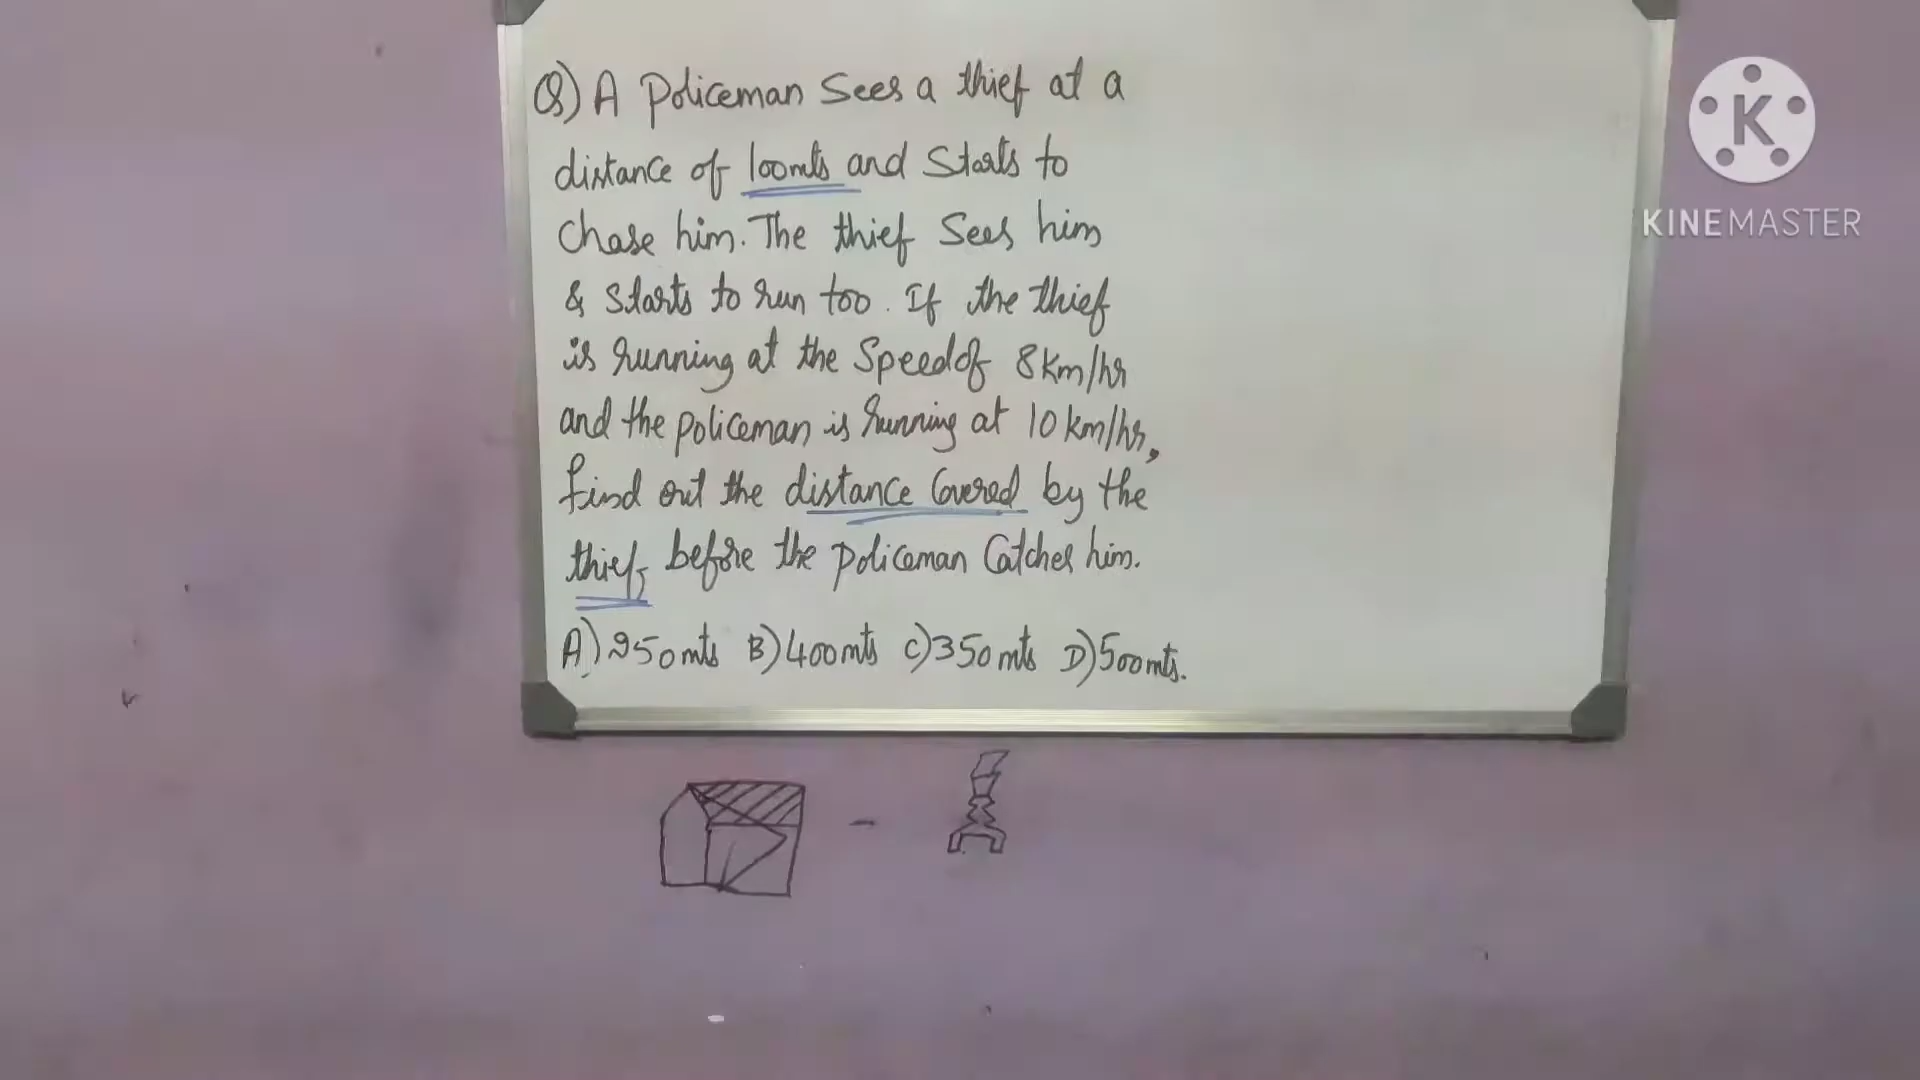 Q) A Policeman Sees a thief at a
distance of 100mts and Starts to
Chase him. The thief Sees him
& Starts to run too. If the thief
is running at the Speed of 8km/hr
and the policeman is running at 10 km/hr,
find out the distance Covered by the
thief before the policeman Catches him.
A) 250mts B) 400mts C) 350mts D) 500mts.
K
KINEMASTER